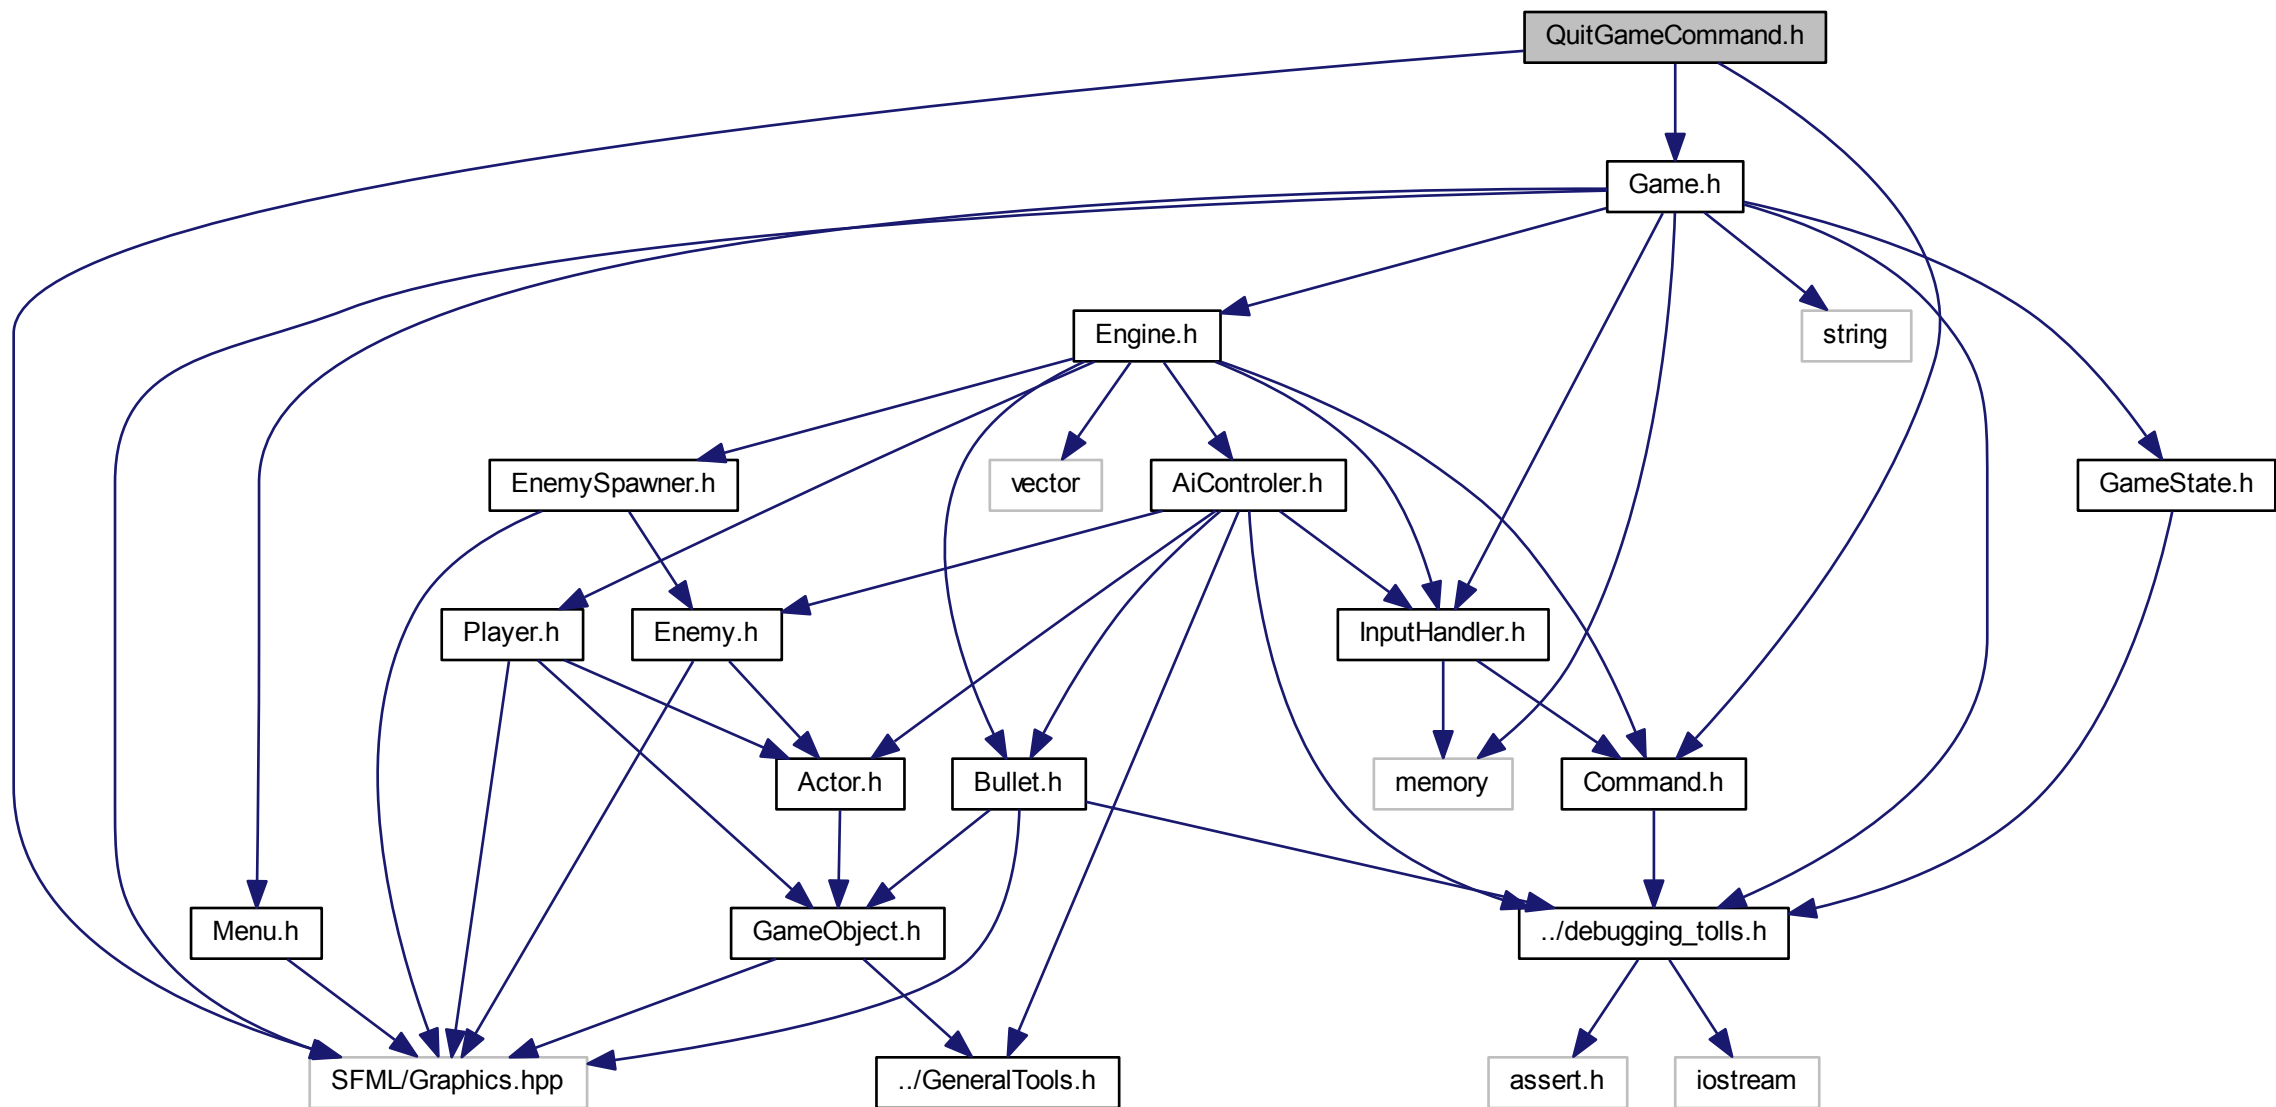 QuitGameCommand.h
Game.h
Engine.h
string
EnemySpawner.h
vector
AiControler.h
GameState.h
Player.h
Enemy.h
InputHandler.h
Actor.h
Bullet.h
memory
Command.h
Menu.h
GameObject.h
../debugging_tolls.h
SFML/Graphics.hpp
../GeneralTools.h
assert.h
iostream